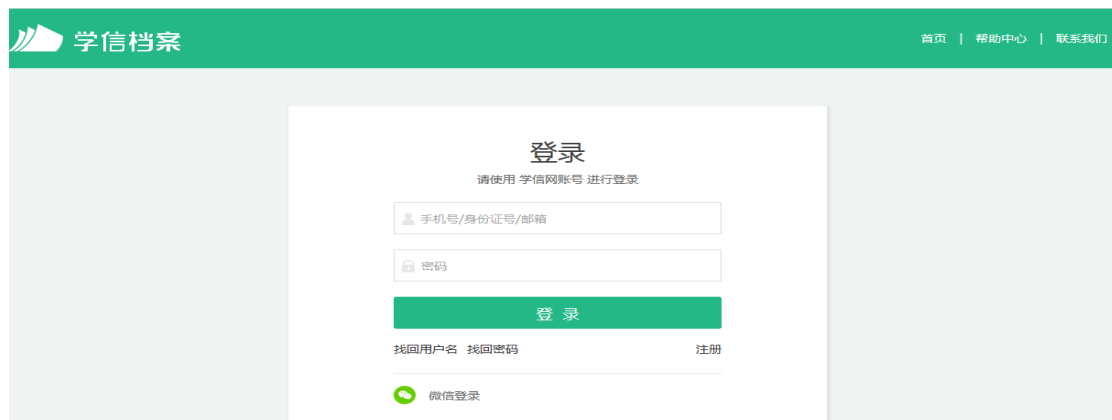 学信档案
首页 | 帮助中心 | 联系我们
登录
请使用 学信网账号 进行登录
手机号/身份证号/邮箱
密码
登 录
找回用户名 找回密码 注册
微信登录